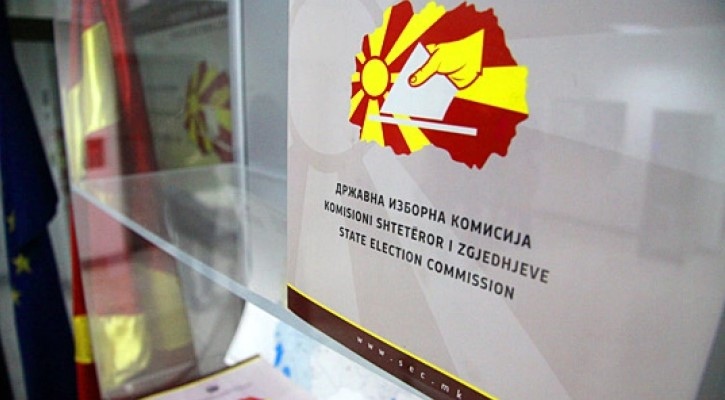 ДРЖАВНА ИЗБОРНА КОМИСИЈА
KOMISIONI SHTETËROR I ZGJEDHJEVE
STATE ELECTION COMMISSION
www.sec.mk